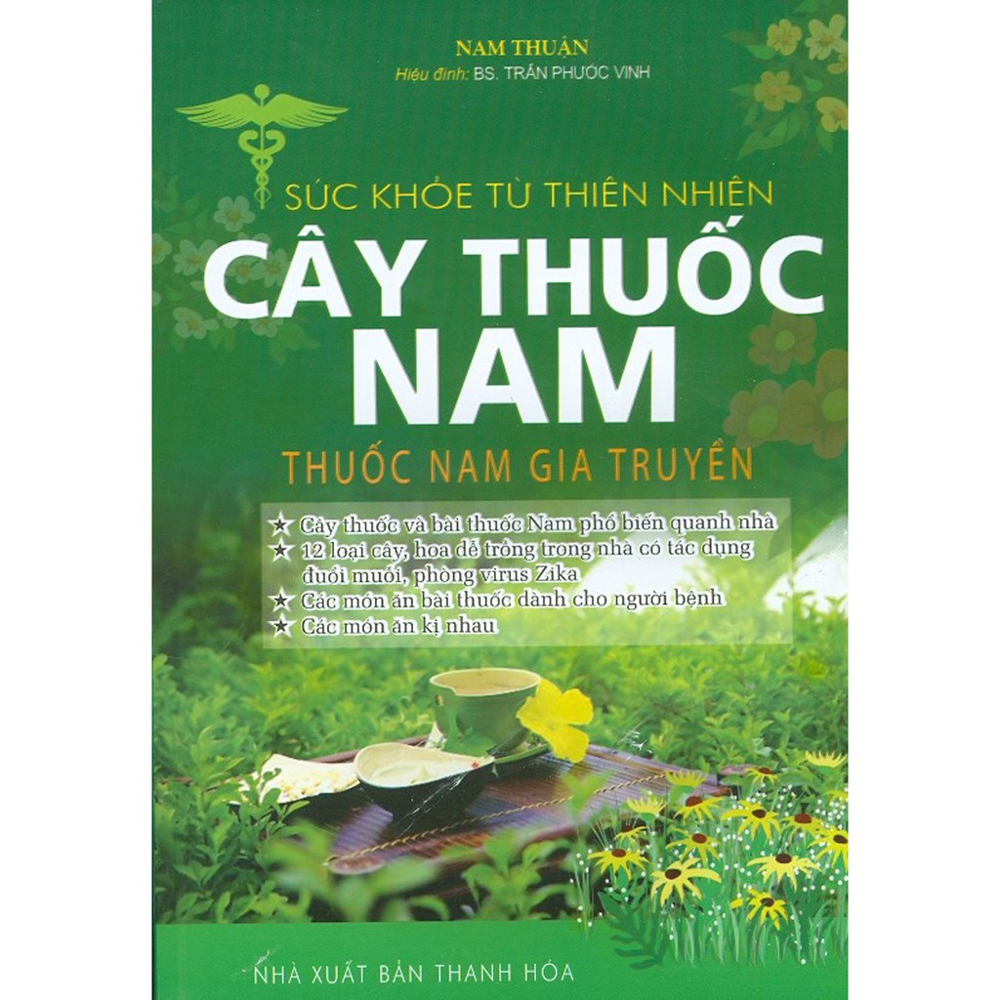 NAM THUẬN
Hiệu đính: BS. TRẦN PHƯỚC VINH
SỨC KHỎE TỪ THIÊN NHIÊN
CÂY THUỐC
NAM
THUỐC NAM GIA TRUYỀN
★ Cây thuốc và bài thuốc Nam phổ biến quanh nhà
★ 12 loại cây, hoa dễ trồng trong nhà có tác dụng
đuổi muỗi, phòng virus Zika
★ Các món ăn bài thuốc dành cho người bệnh
★ Các món ăn kị nhau
NHÀ XUẤT BẢN THANH HÓA